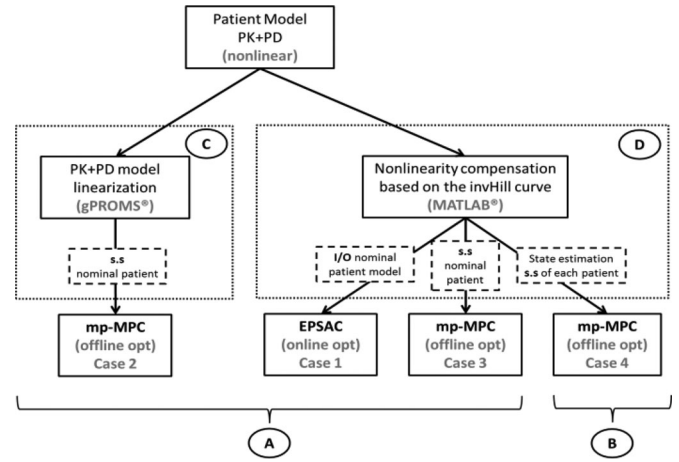 Patient Model
PK+PD
(nonlinear)
C
D
PK+PD model
linearization
(gPROMS®)
Nonlinearity compensation
based on the invHill curve
(MATLAB®)
s.s
nominal patient
I/O nominal
patient model
s.s
nominal
patient
State estimation
s.s of each patient
mp-MPC
(offline opt)
Case 2
EPSAC
(online opt)
Case 1
mp-MPC
(offline opt)
Case 3
mp-MPC
(offline opt)
Case 4
A
B